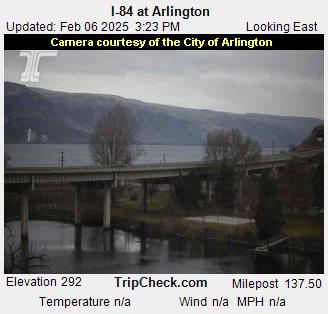 I-84 at Arlington
Updated: Feb 06 2025 3:23 PM Looking East
Camera courtesy of the City of Arlington
Elevation 292 TripCheck.com Milepost 137.50
Temperature n/a Wind n/a MPH n/a